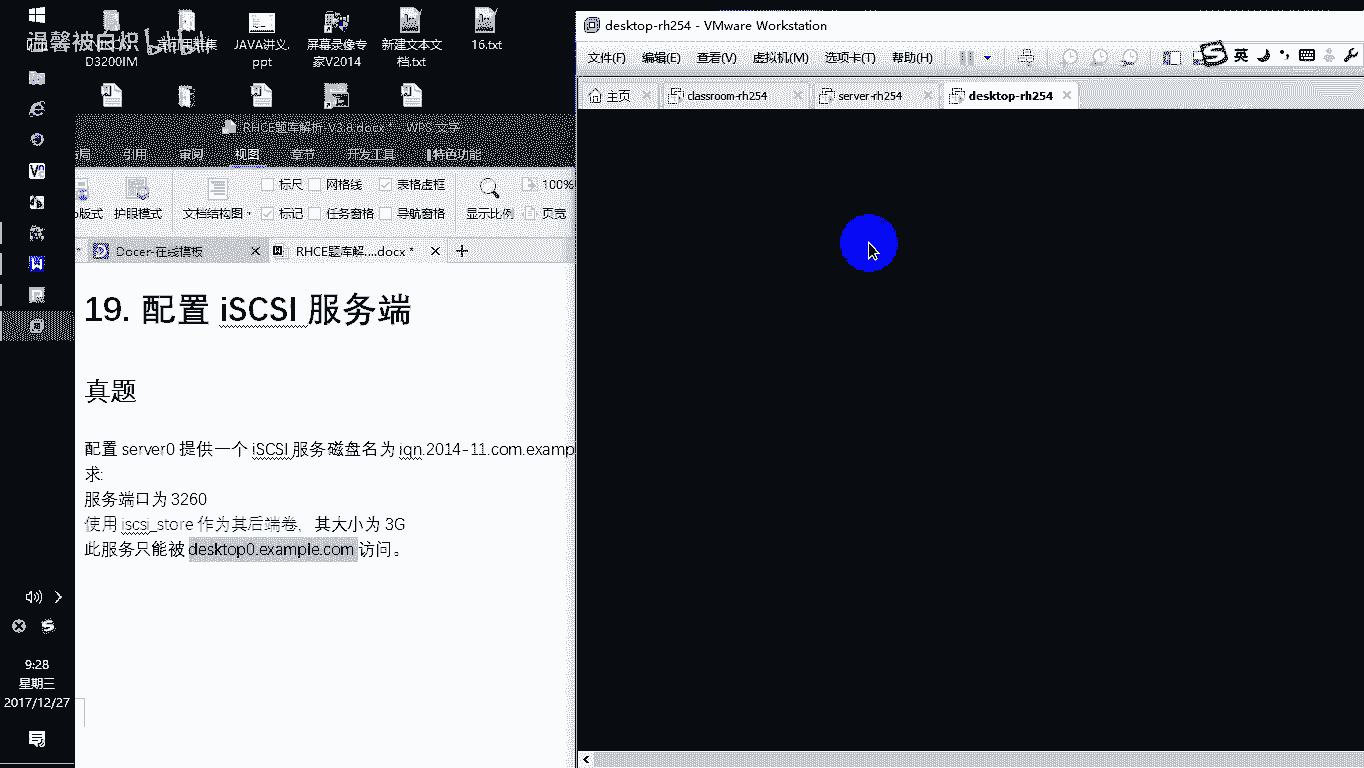 温馨被白炽
D3200IM
JAVA讲义.ppt
屏幕录像专家V2014
新建文本文档.txt
16.txt
RHCE题库解析-V3.d.docx * - WPS 文字
引用 审阅 视图 章节 开发工具 特色功能
标尺 网格线 表格虚框 100%
版式 护眼模式 文档结构图 标记 任务窗格 导航窗格 显示比例 页宽
Docer-在线模板
RHCE题库解....docx *
19. 配置 iSCSI 服务端
真题
配置 server0 提供一个 iSCSI 服务磁盘名为 iqn.2014-11.com.examp
求:
服务端口为 3260
使用 iscsi_store 作为其后端卷，其大小为 3G
此服务只能被 desktop0.example.com 访问。
9:28
星期三
2017/12/27
desktop-rh254 - VMware Workstation
文件(F) 编辑(E) 查看(V) 虚拟机(M) 选项卡(T) 帮助(H)
英
主页 classroom-rh254 server-rh254 desktop-rh254